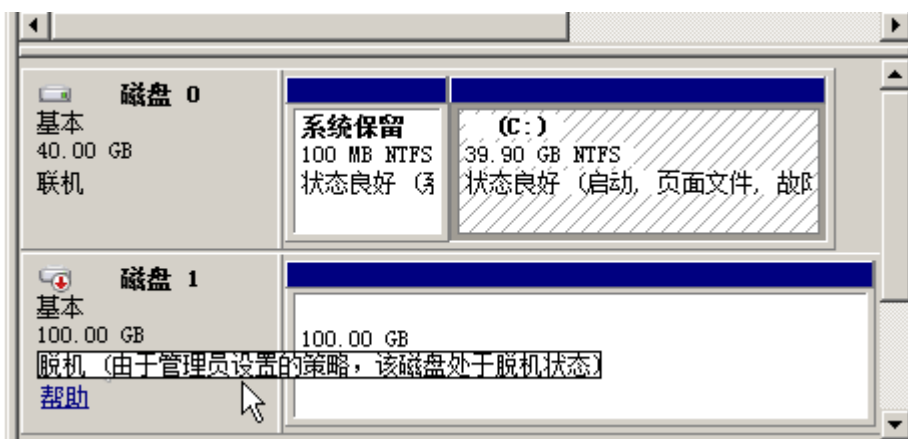 磁盘 0
基本
40.00 GB
联机
系统保留
100 MB NTFS
状态良好 (系
(C:)
39.90 GB NTFS
状态良好 (启动, 页面文件, 故障
磁盘 1
基本
100.00 GB
脱机 (由于管理员设置的策略，该磁盘处于脱机状态)
帮助
100.00 GB